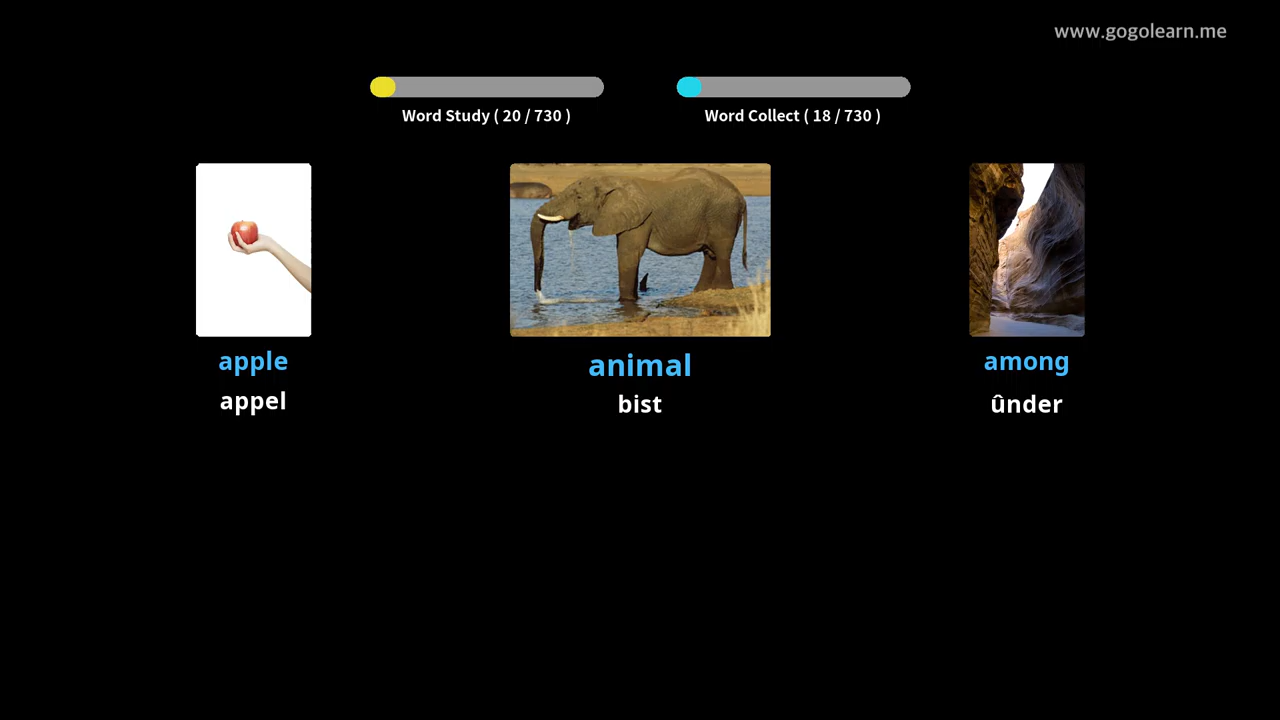 www.gogolearn.me
Word Study ( 20 / 730 )
Word Collect ( 18 / 730 )
apple
appel
animal
bist
among
ûnder